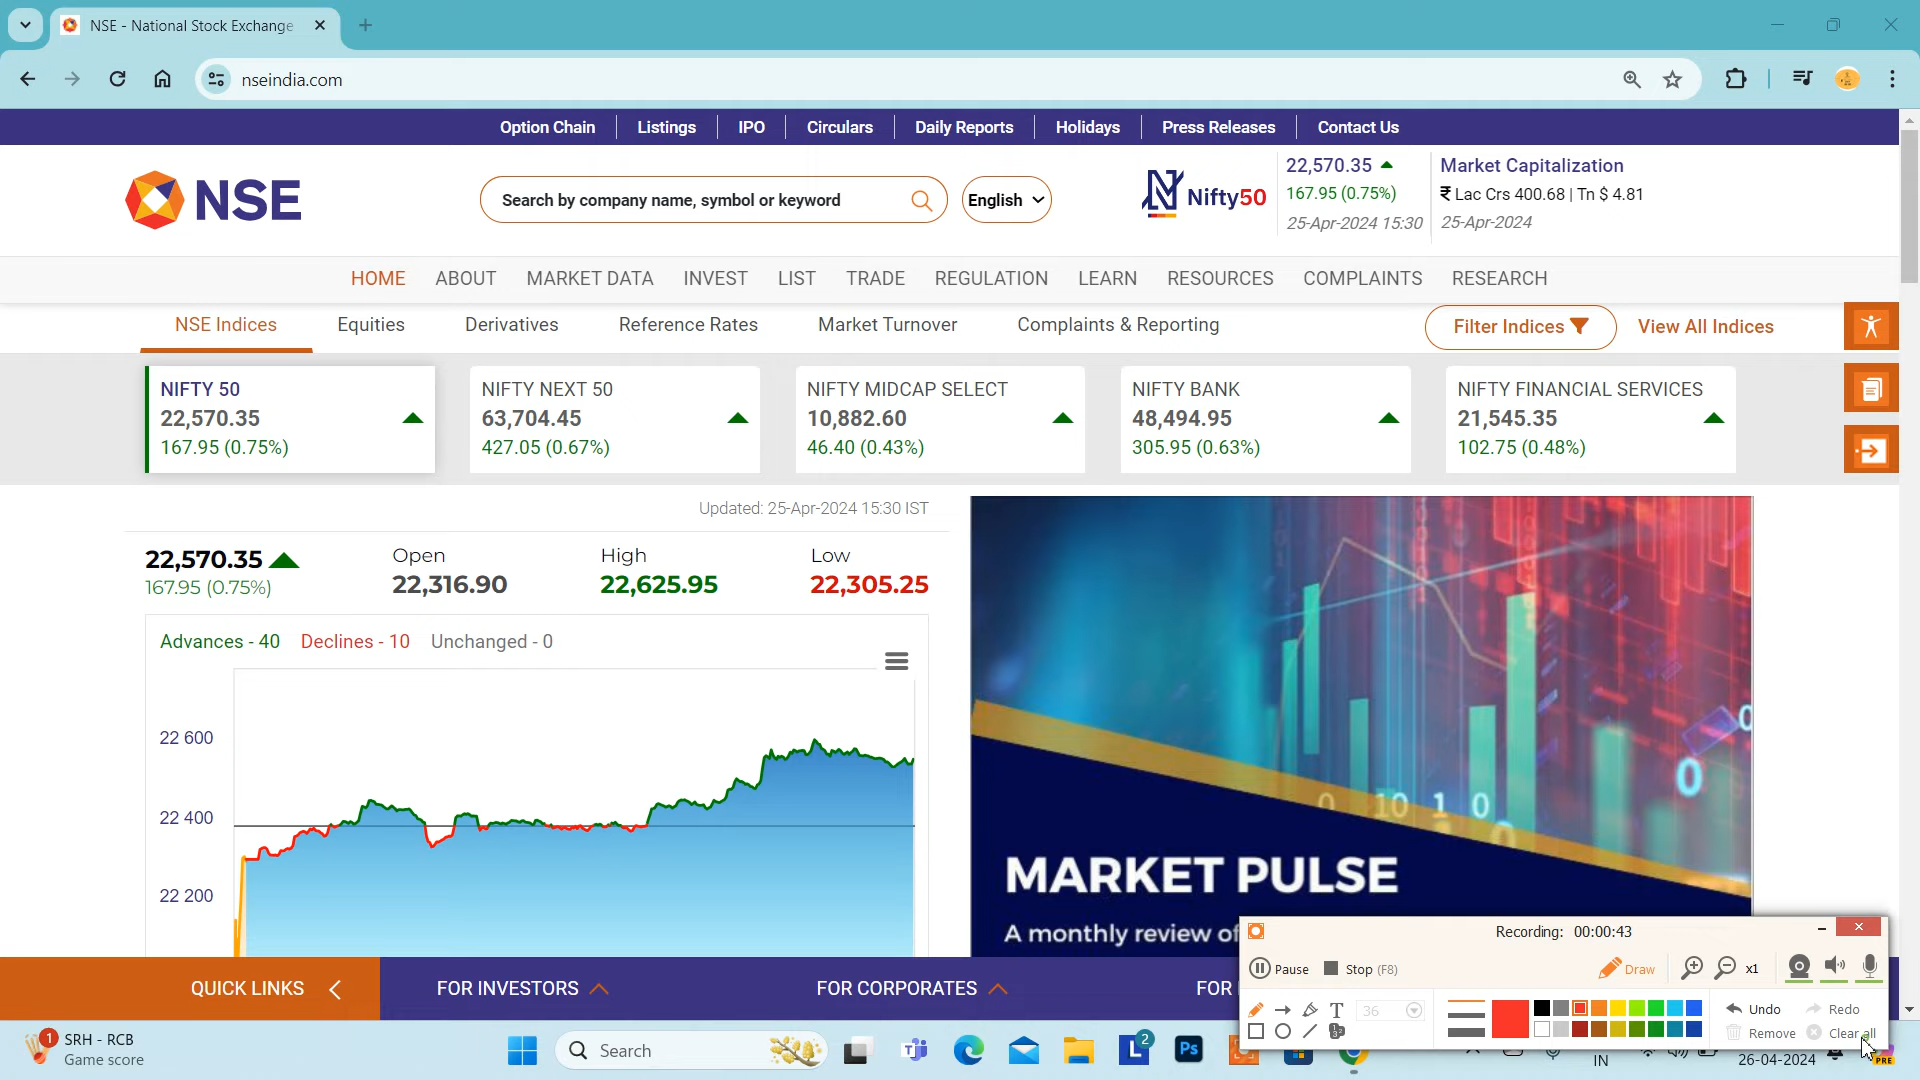 NSE - National Stock Exchange
nseindia.com
Option Chain
Listings
IPO
Circulars
Daily Reports
Holidays
Press Releases
Contact Us
NSE
Search by company name, symbol or keyword
English
N
Nifty50
22,570.35
167.95 (0.75%)
25-Apr-2024 15:30
Market Capitalization
₹ Lac Crs 400.68 | Tn $ 4.81
25-Apr-2024
HOME ABOUT MARKET DATA INVEST LIST TRADE REGULATION LEARN RESOURCES COMPLAINTS RESEARCH
NSE Indices Equities Derivatives Reference Rates Market Turnover Complaints & Reporting
Filter Indices
View All Indices
NIFTY 50
22,570.35
167.95 (0.75%)
NIFTY NEXT 50
63,704.45
427.05 (0.67%)
NIFTY MIDCAP SELECT
10,882.60
46.40 (0.43%)
NIFTY BANK
48,494.95
305.95 (0.63%)
NIFTY FINANCIAL SERVICES
21,545.35
102.75 (0.48%)
Updated: 25-Apr-2024 15:30 IST
22,570.35
167.95 (0.75%)
Open
22,316.90
High
22,625.95
Low
22,305.25
Advances - 40 Declines - 10 Unchanged - 0
22 600
22 400
22 200
0 10 1 0
0
MARKET PULSE
A monthly review of
Recording: 00:00:43
Pause
Stop (F8)
Draw
x1
T
36
Undo
Redo
Remove
Clear all
QUICK LINKS
FOR INVESTORS
FOR CORPORATES
FOR
1
SRH - RCB
Game score
Search
L
2
Ps
IN
26-04-2024
PRE